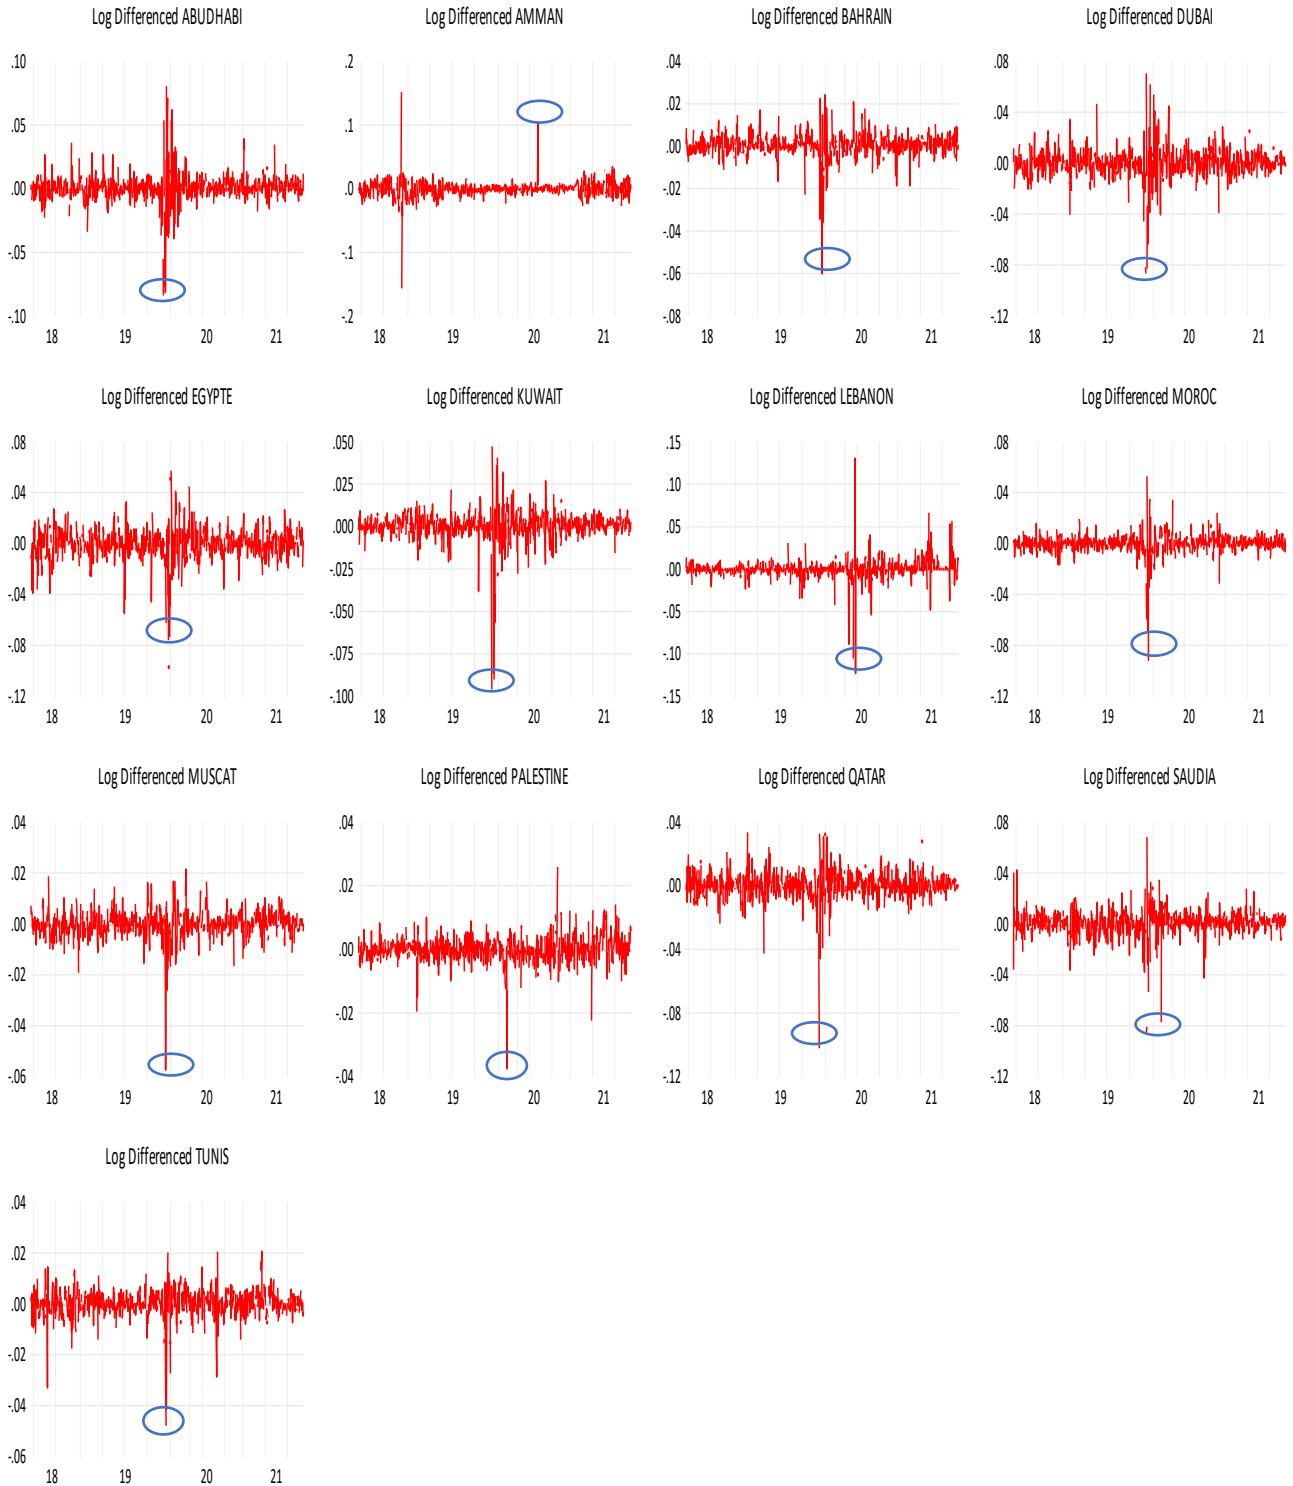 Log Differenced ABUDHABI
.10
.05
.00
-.05
-.10
18 19 20 21
Log Differenced AMMAN
.2
.1
.0
-.1
-.2
18 19 20 21
Log Differenced BAHRAIN
.04
.02
.00
-.02
-.04
-.06
-.08
18 19 20 21
Log Differenced DUBAI
.08
.04
.00
-.04
-.08
-.12
18 19 20 21
Log Differenced EGYPTE
.08
.04
.00
-.04
-.08
-.12
18 19 20 21
Log Differenced KUWAIT
.050
.025
.000
-.025
-.050
-.075
-.100
18 19 20 21
Log Differenced LEBANON
.15
.10
.05
.00
-.05
-.10
-.15
18 19 20 21
Log Differenced MOROC
.08
.04
.00
-.04
-.08
-.12
18 19 20 21
Log Differenced MUSCAT
.04
.02
.00
-.02
-.04
-.06
18 19 20 21
Log Differenced PALESTINE
.04
.02
.00
-.02
-.04
18 19 20 21
Log Differenced QATAR
.04
.00
-.04
-.08
-.12
18 19 20 21
Log Differenced SAUDIA
.08
.04
.00
-.04
-.08
-.12
18 19 20 21
Log Differenced TUNIS
.04
.02
.00
-.02
-.04
-.06
18 19 20 21